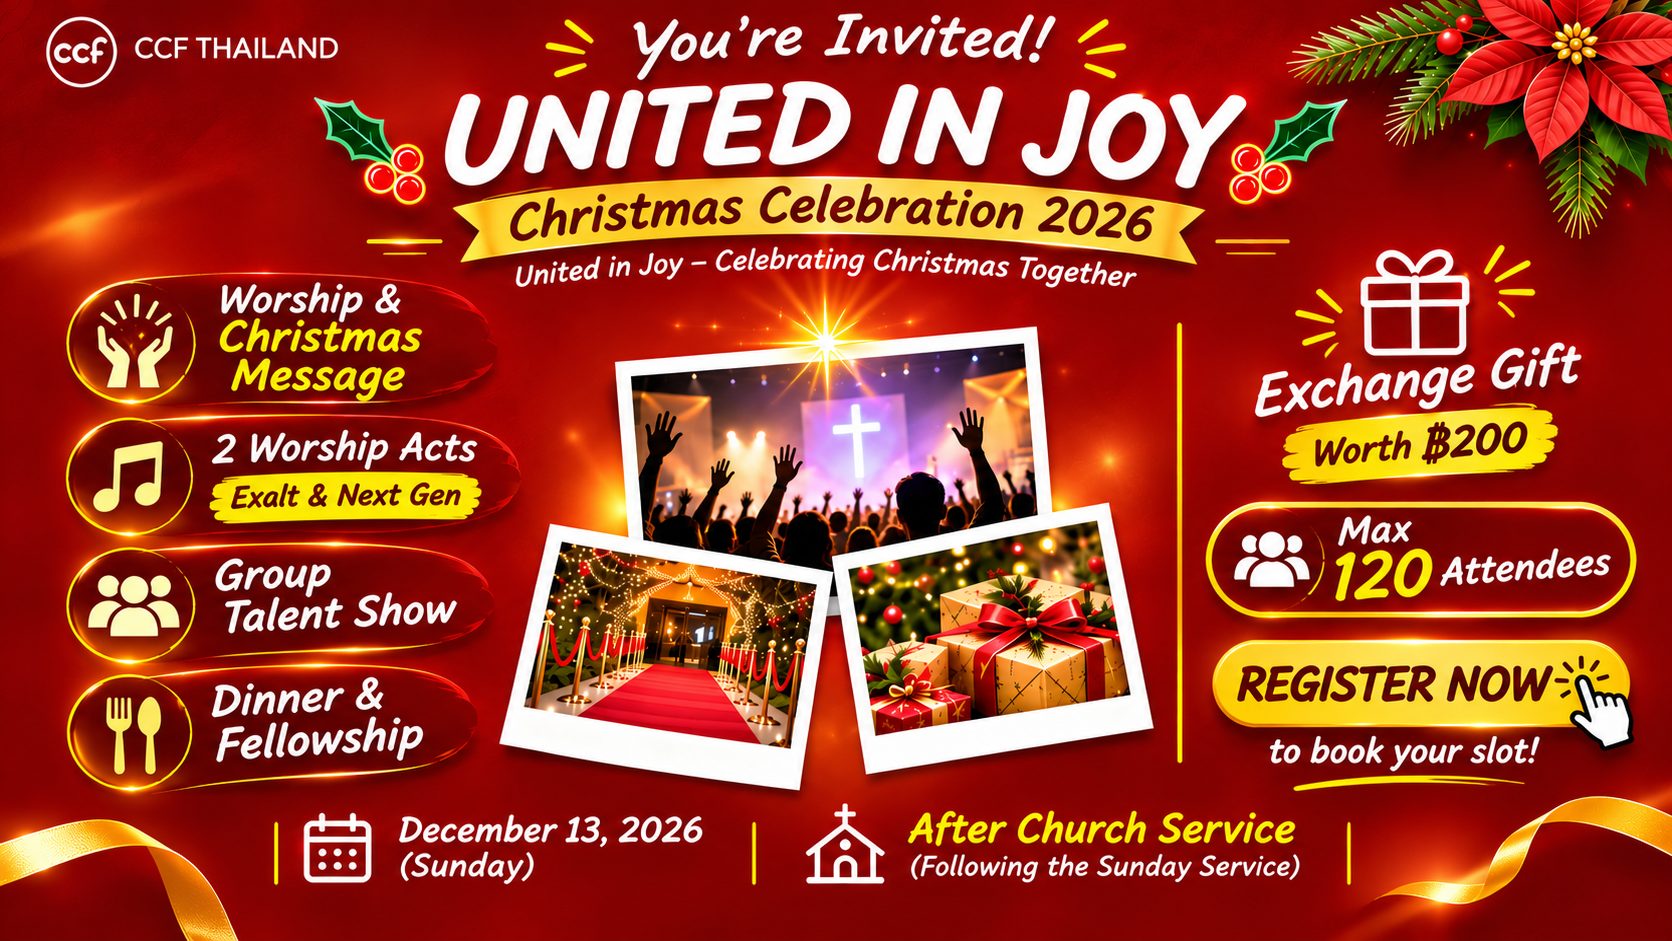 ccf CCF THAILAND
You're Invited!
UNITED IN JOY
Christmas Celebration 2026
United in Joy – Celebrating Christmas Together
Worship &
Christmas
Message
2 Worship Acts
Exalt & Next Gen
Group
Talent Show
Dinner &
Fellowship
Exchange Gift
Worth ฿200
Max
120 Attendees
REGISTER NOW
to book your slot!
December 13, 2026
(Sunday)
After Church Service
(Following the Sunday Service)